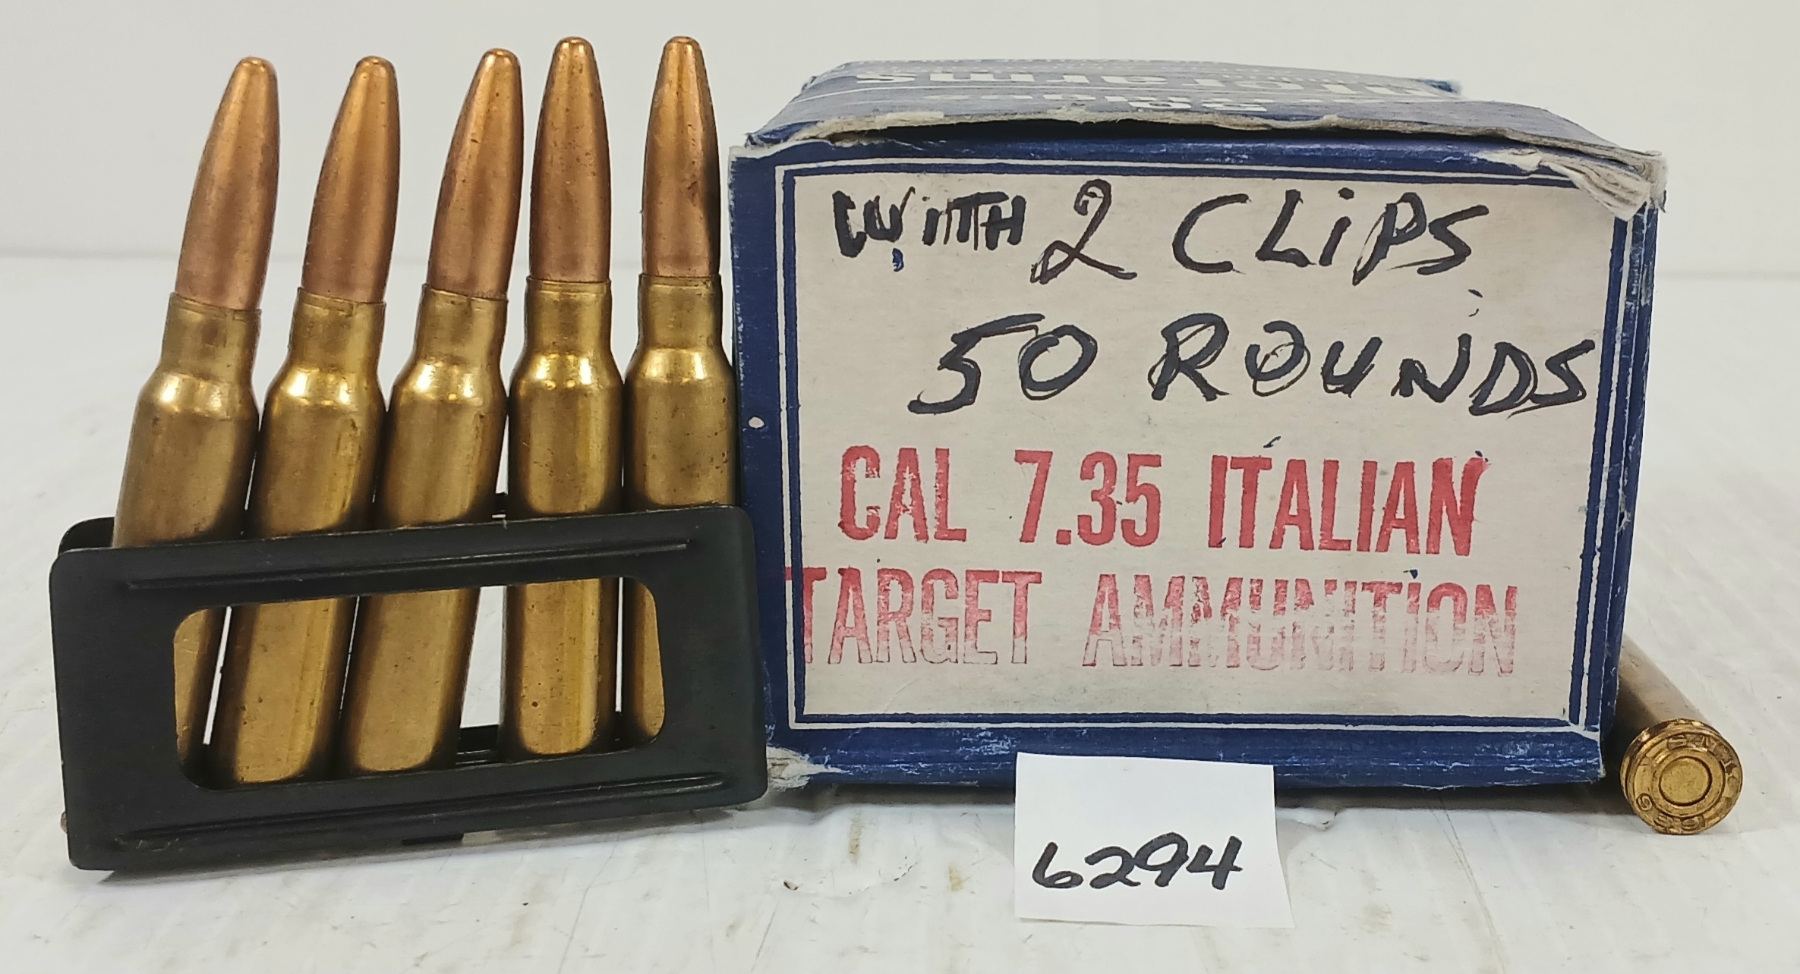 WITH 2 CLIPS
50 ROUNDS
CAL 7.35 ITALIAN
TARGET AMMUNITION
6294